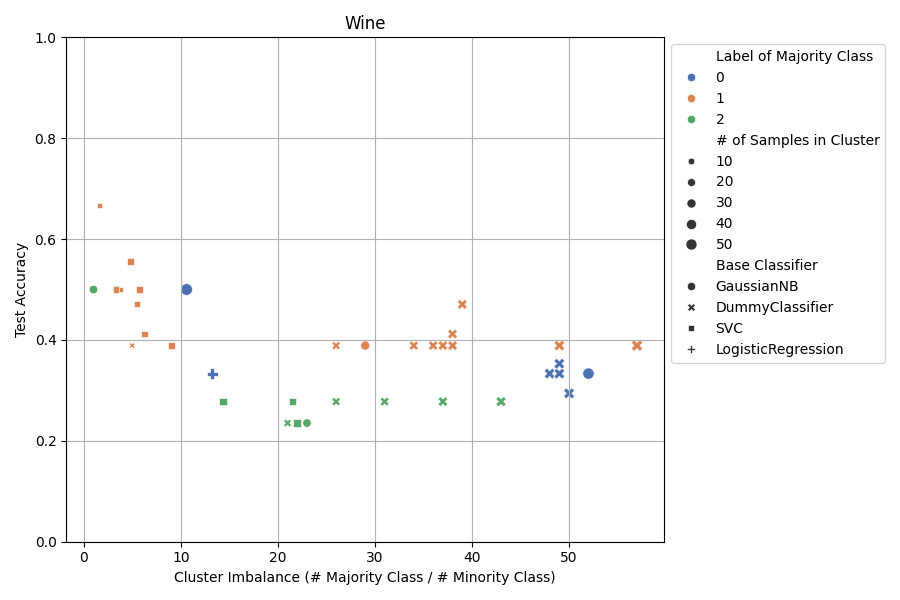 Wine
Test Accuracy
1.0
0.8
0.6
0.4
0.2
0.0
0 10 20 30 40 50
Cluster Imbalance (# Majority Class / # Minority Class)
Label of Majority Class
0
1
2
# of Samples in Cluster
10
20
30
40
50
Base Classifier
GaussianNB
DummyClassifier
SVC
LogisticRegression